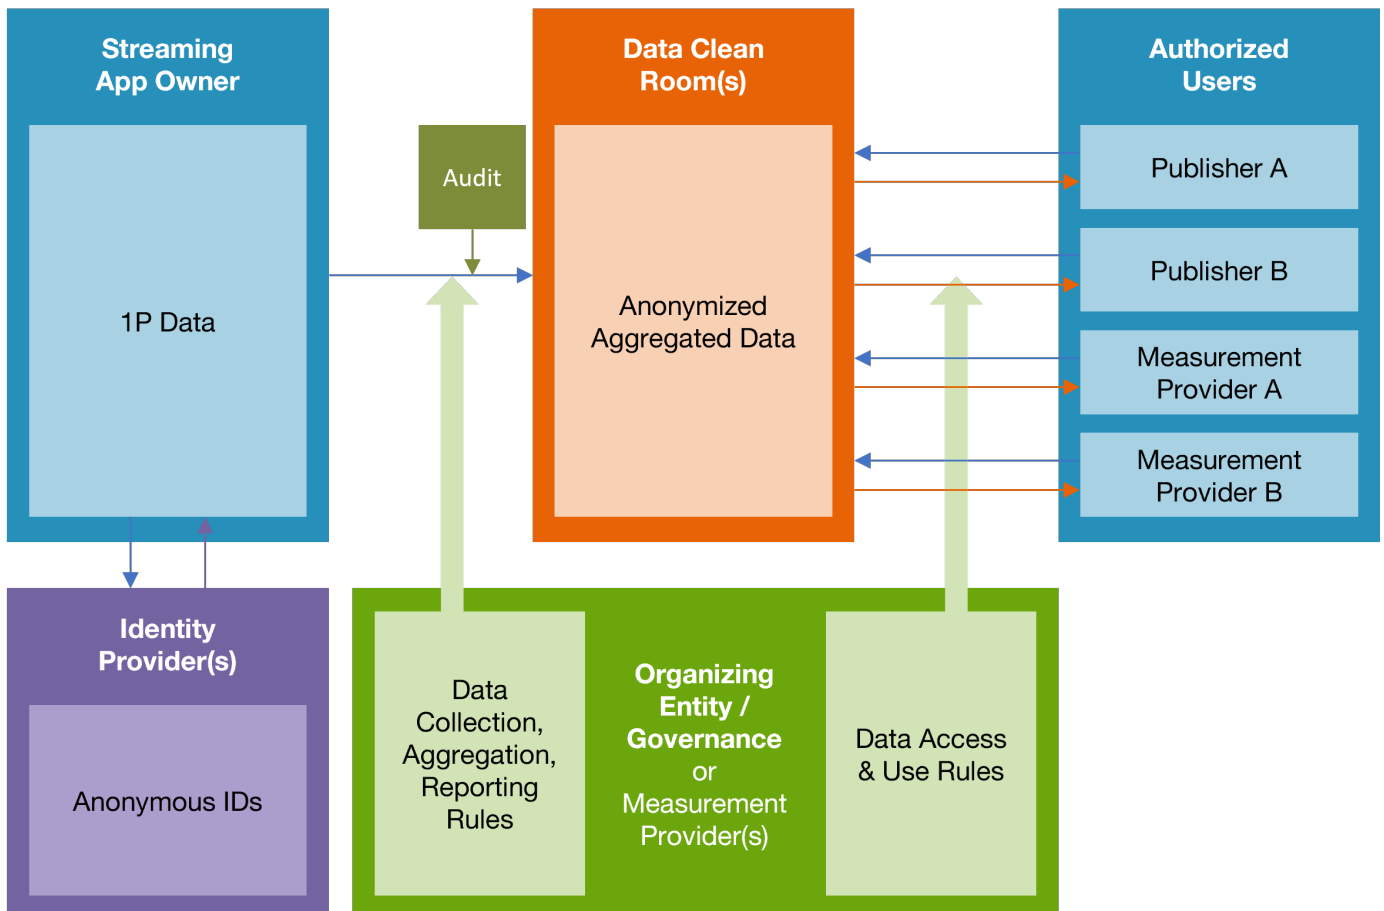 Streaming
App Owner
1P Data
Audit
Data Clean
Room(s)
Anonymized
Aggregated Data
Authorized
Users
Publisher A
Publisher B
Measurement
Provider A
Measurement
Provider B
Identity
Provider(s)
Anonymous IDs
Data
Collection,
Aggregation,
Reporting
Rules
Organizing
Entity /
Governance
or
Measurement
Provider(s)
Data Access
& Use Rules